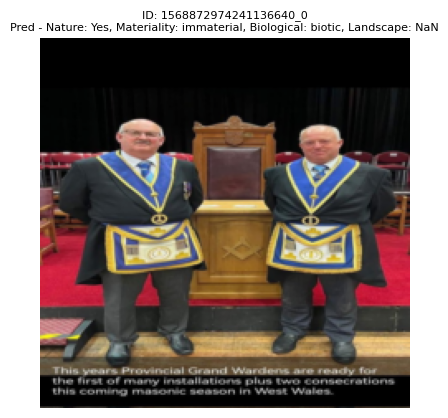 ID: 1568872974241136640_0
Pred - Nature: Yes, Materiality: immaterial, Biological: biotic, Landscape: NaN
This years Provincial Grand Wardens are ready for
the first of many installations plus two consecrations
this coming masonic season in West Wales.